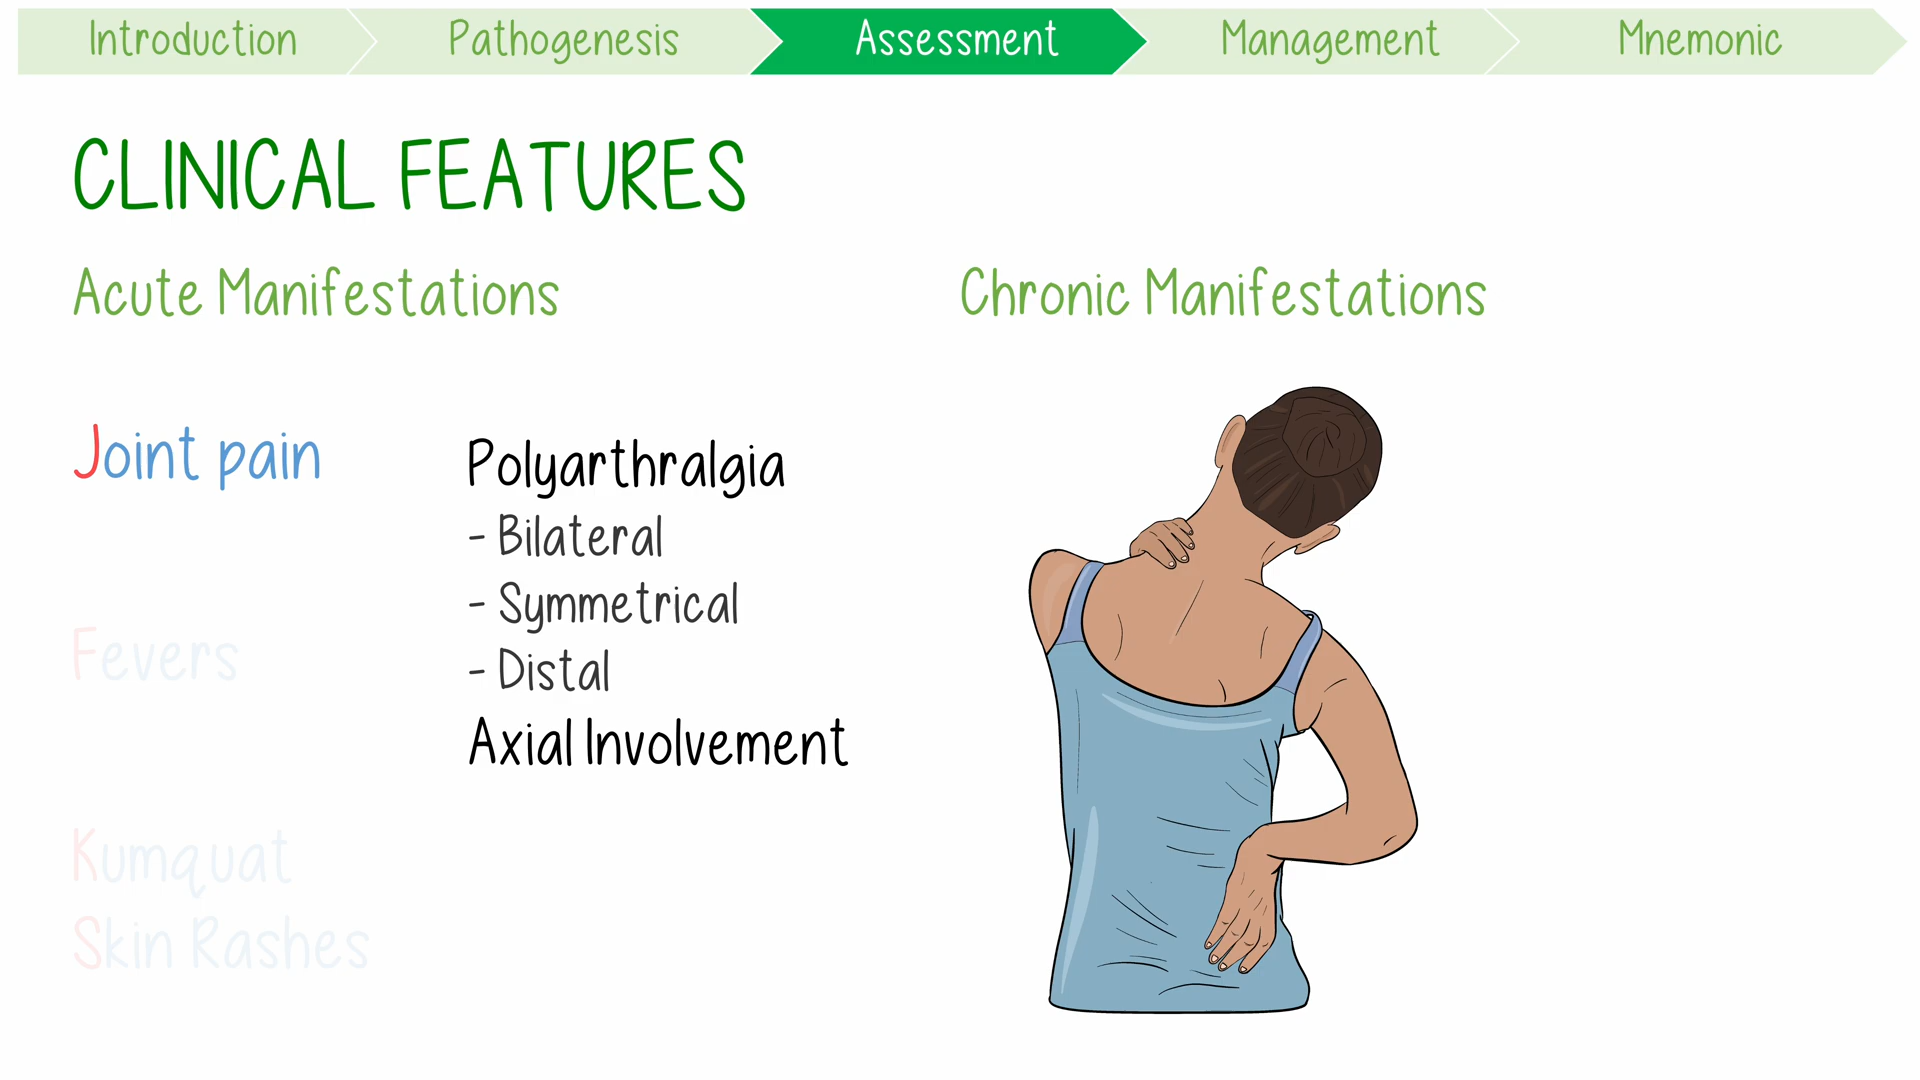 Introduction
Pathogenesis
Assessment
Management
Mnemonic
CLINICAL FEATURES
Acute Manifestations
Chronic Manifestations
Joint pain
Polyarthralgia
- Bilateral
- Symmetrical
- Distal
Axial Involvement
Fevers
Kumquat
Skin Rashes